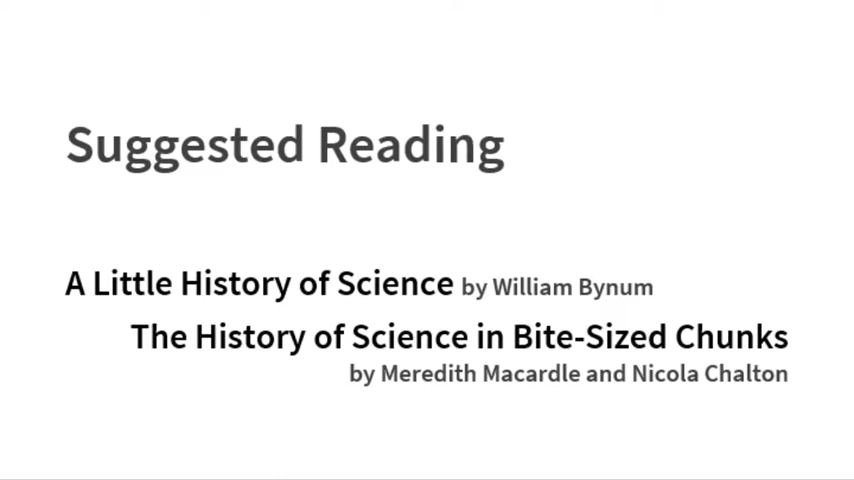 Suggested Reading
A Little History of Science by William Bynum
The History of Science in Bite-Sized Chunks
by Meredith Macardle and Nicola Chalton